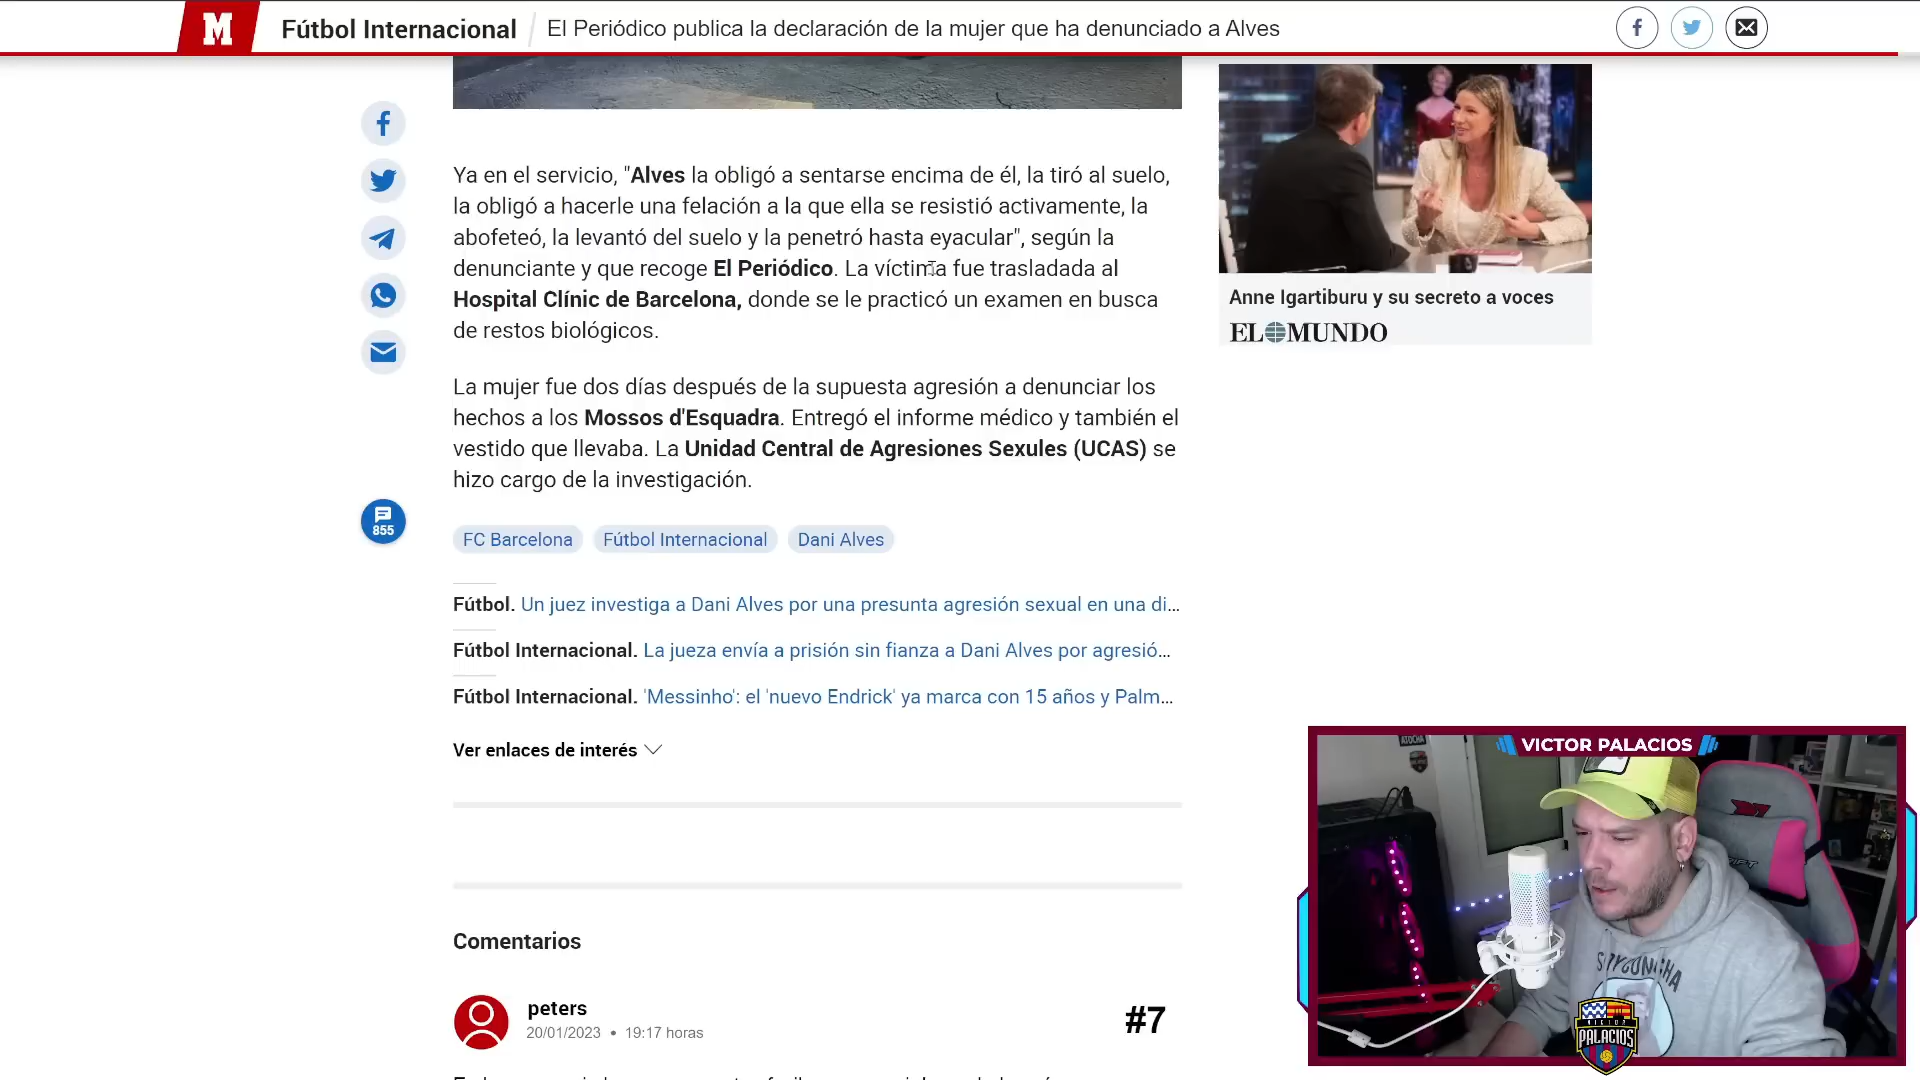 M
Fútbol Internacional
El Periódico publica la declaración de la mujer que ha denunciado a Alves
Ya en el servicio, "Alves la obligó a sentarse encima de él, la tiró al suelo,
la obligó a hacerle una felación a la que ella se resistió activamente, la
abofeteó, la levantó del suelo y la penetró hasta eyacular", según la
denunciante y que recoge El Periódico. La víctima fue trasladada al
Hospital Clínic de Barcelona, donde se le practicó un examen en busca
de restos biológicos.
La mujer fue dos días después de la supuesta agresión a denunciar los
hechos a los Mossos d'Esquadra. Entregó el informe médico y también el
vestido que llevaba. La Unidad Central de Agresiones Sexules (UCAS) se
hizo cargo de la investigación.
855
FC Barcelona
Fútbol Internacional
Dani Alves
Fútbol. Un juez investiga a Dani Alves por una presunta agresión sexual en una di...
Fútbol Internacional. La jueza envía a prisión sin fianza a Dani Alves por agresió...
Fútbol Internacional. 'Messinho': el 'nuevo Endrick' ya marca con 15 años y Palm...
Ver enlaces de interés
Comentarios
peters
20/01/2023 • 19:17 horas
#7
Anne Igartiburu y su secreto a voces
EL MUNDO
VICTOR PALACIOS
ATOCHA
VICTOR
PALACIOS